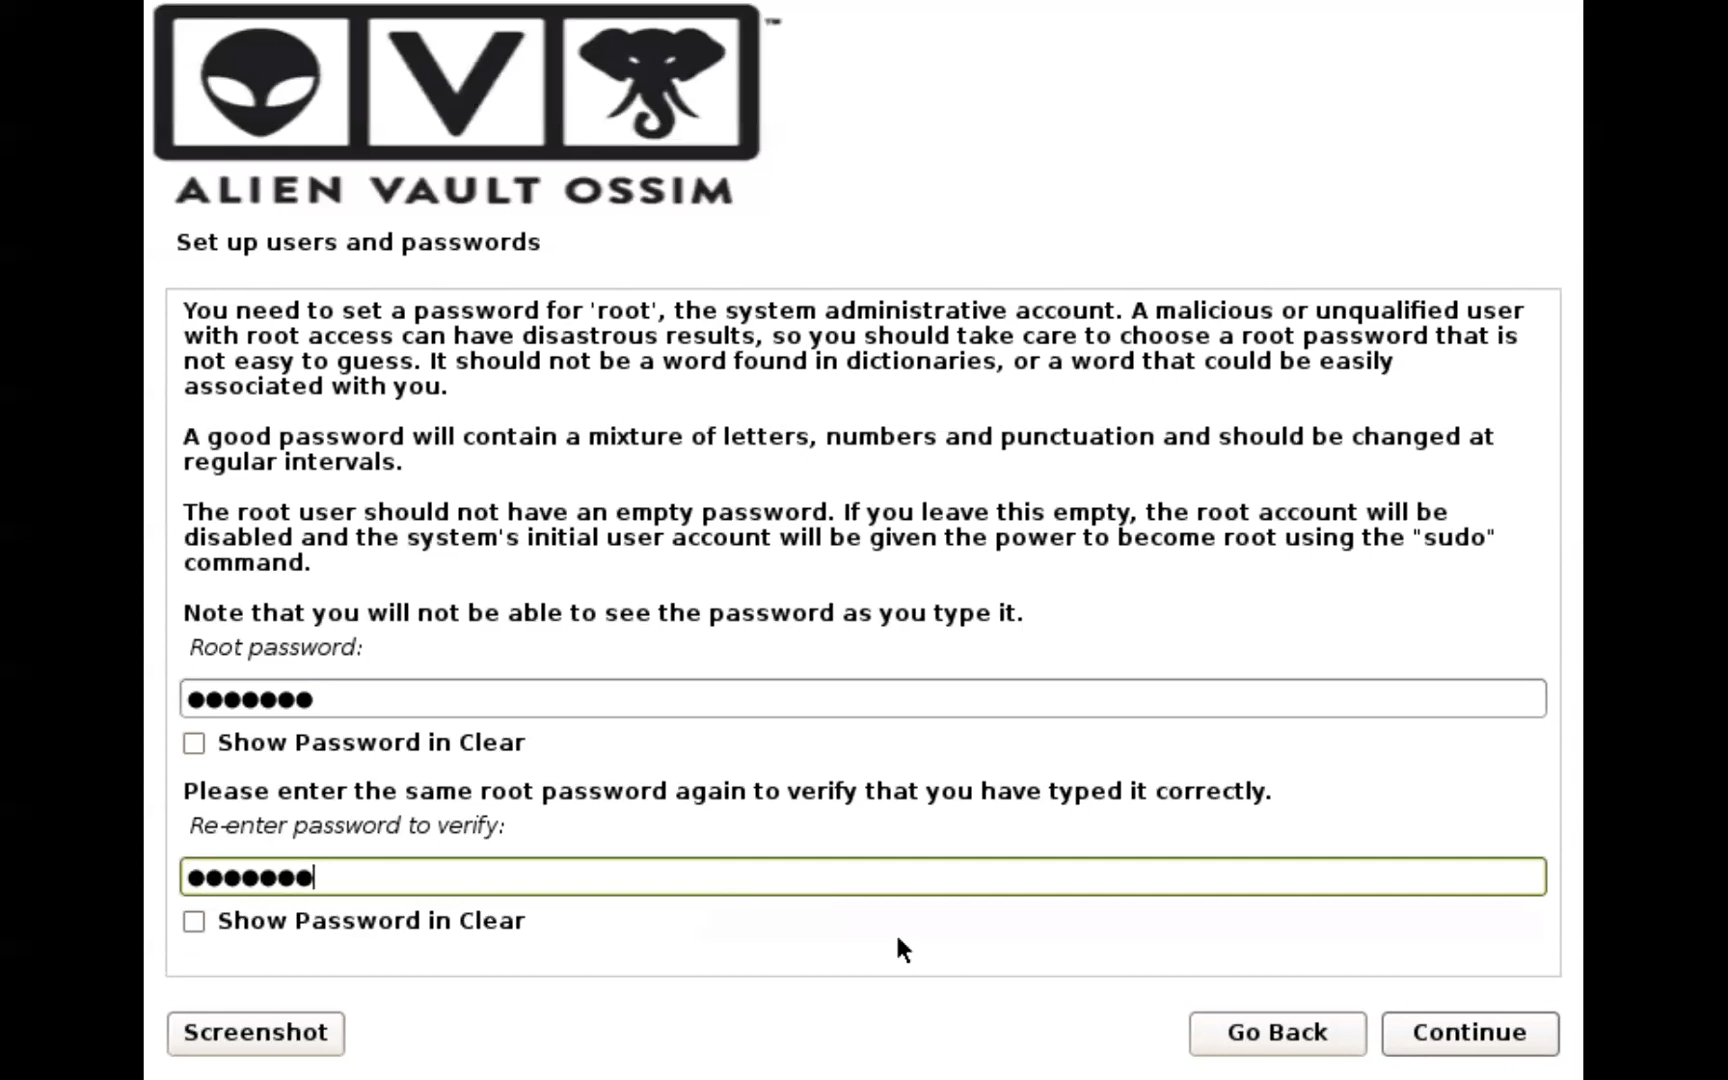 ™
ALIEN VAULT OSSIM
Set up users and passwords
You need to set a password for 'root', the system administrative account. A malicious or unqualified user
with root access can have disastrous results, so you should take care to choose a root password that is
not easy to guess. It should not be a word found in dictionaries, or a word that could be easily
associated with you.
A good password will contain a mixture of letters, numbers and punctuation and should be changed at
regular intervals.
The root user should not have an empty password. If you leave this empty, the root account will be
disabled and the system's initial user account will be given the power to become root using the "sudo"
command.
Note that you will not be able to see the password as you type it.
Root password:
●●●●●●●
Show Password in Clear
Please enter the same root password again to verify that you have typed it correctly.
Re-enter password to verify:
●●●●●●●
Show Password in Clear
Screenshot Go Back Continue